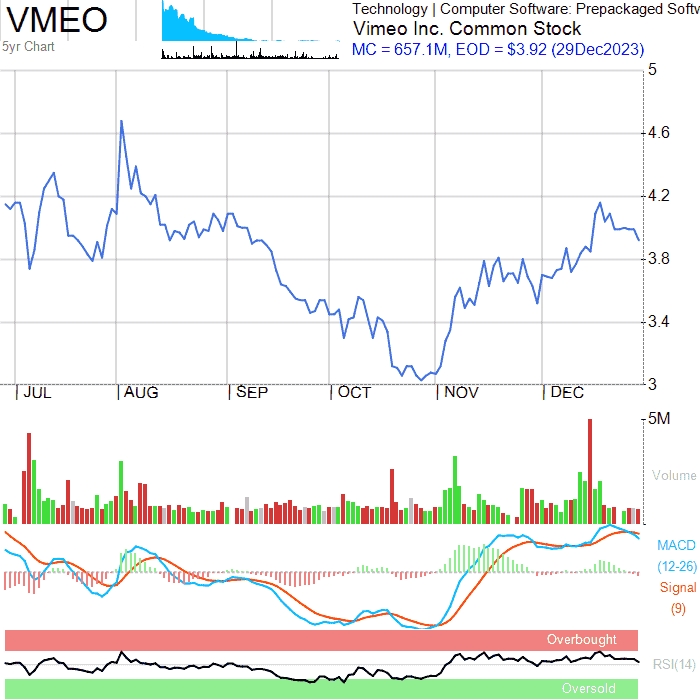 VMEO
5yr Chart
Technology | Computer Software: Prepackaged Softw
Vimeo Inc. Common Stock
MC = 657.1M, EOD = $3.92 (29Dec2023)
5
4.6
4.2
3.8
3.4
3
JUL AUG SEP OCT NOV DEC
5M
Volume
MACD
(12-26)
Signal
(9)
Overbought
RSI(14)
Oversold